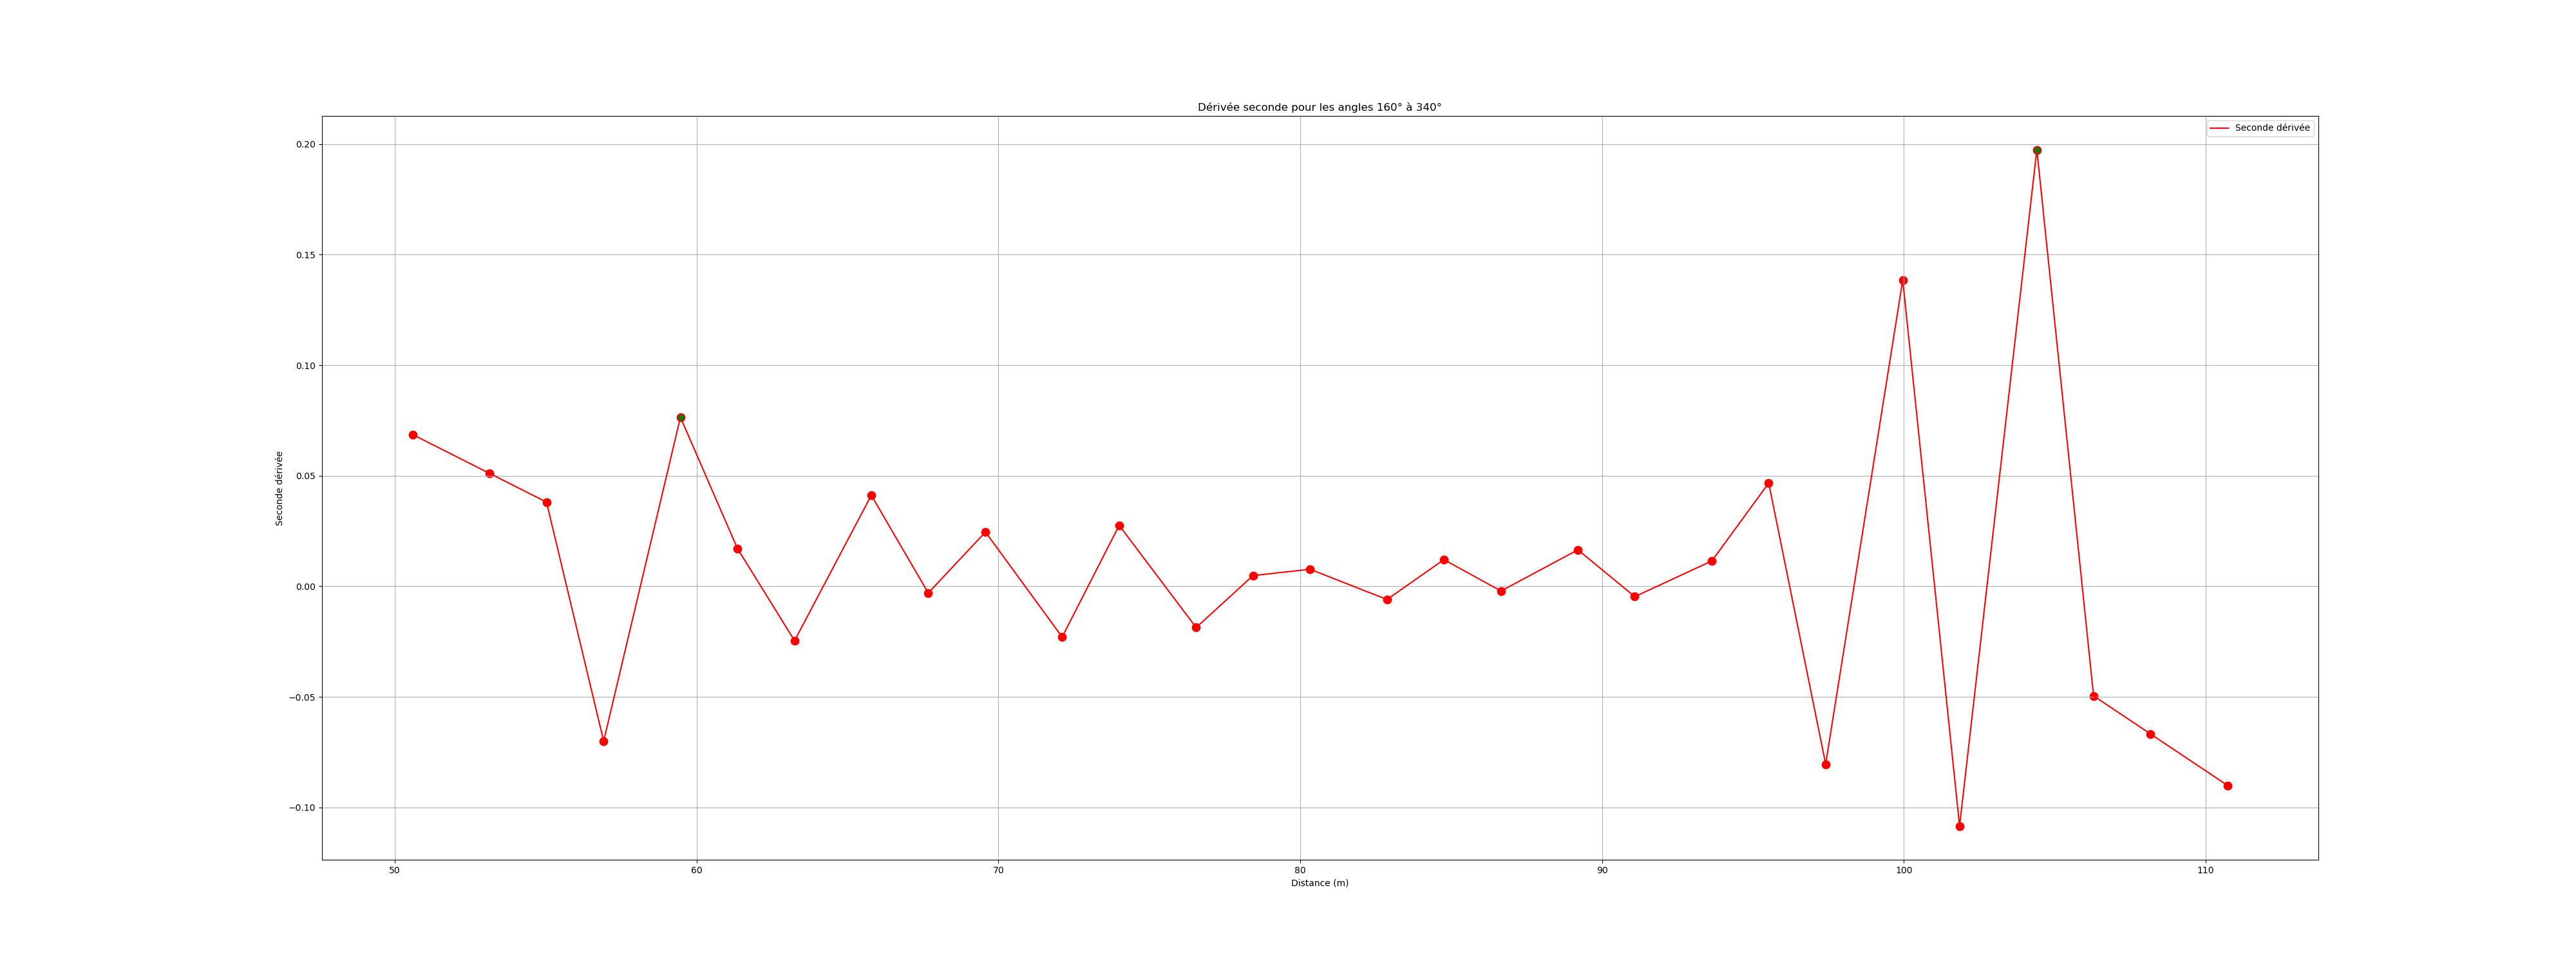 Dérivée seconde pour les angles 160° à 340°
Seconde dérivée
0.20
0.15
0.10
0.05
0.00
−0.05
−0.10
Seconde dérivée
50 60 70 80 90 100 110
Distance (m)